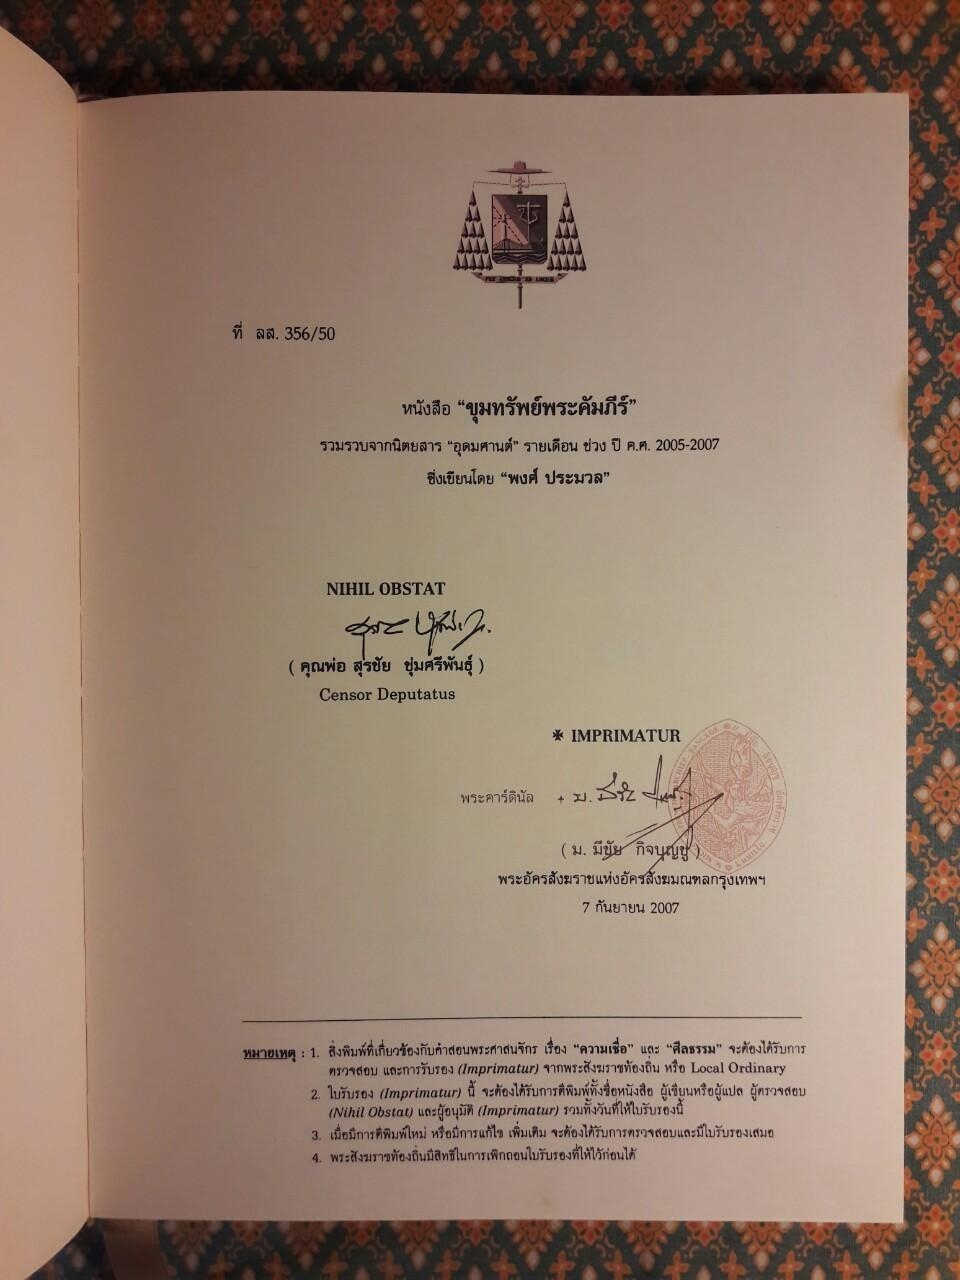 PER CRUCEM AD LUCEM
ที่ ลส. 356/50
หนังสือ “ขุมทรัพย์พระคัมภีร์”
รวมรวบจากนิตยสาร “อุดมศานต์” รายเดือน ช่วง ปี ค.ศ. 2005-2007
ซึ่งเขียนโดย “พงศ์ ประมวล”
NIHIL OBSTAT
( คุณพ่อ สุรชัย ชุ่มศรีพันธุ์ )
Censor Deputatus
✠ IMPRIMATUR
พระคาร์ดินัล
( ม. มีชัย กิจบุญชู )
พระอัครสังฆราชแห่งอัครสังฆมณฑลกรุงเทพฯ
7 กันยายน 2007
หมายเหตุ : 1. สิ่งพิมพ์ที่เกี่ยวข้องกับคำสอนพระศาสนจักร เรื่อง “ความเชื่อ” และ “ศีลธรรม” จะต้องได้รับการ
ตรวจสอบ และการรับรอง (Imprimatur) จากพระสังฆราชท้องถิ่น หรือ Local Ordinary
2. ใบรับรอง (Imprimatur) นี้ จะต้องได้รับการตีพิมพ์ทั้งชื่อหนังสือ ผู้เขียนหรือผู้แปล ผู้ตรวจสอบ
(Nihil Obstat) และผู้อนุมัติ (Imprimatur) รวมทั้งวันที่ให้ใบรับรองนี้
3. เมื่อมีการตีพิมพ์ใหม่ หรือมีการแก้ไข เพิ่มเติม จะต้องได้รับการตรวจสอบและมีใบรับรองเสมอ
4. พระสังฆราชท้องถิ่นมีสิทธิในการเพิกถอนใบรับรองที่ให้ไว้ก่อนได้